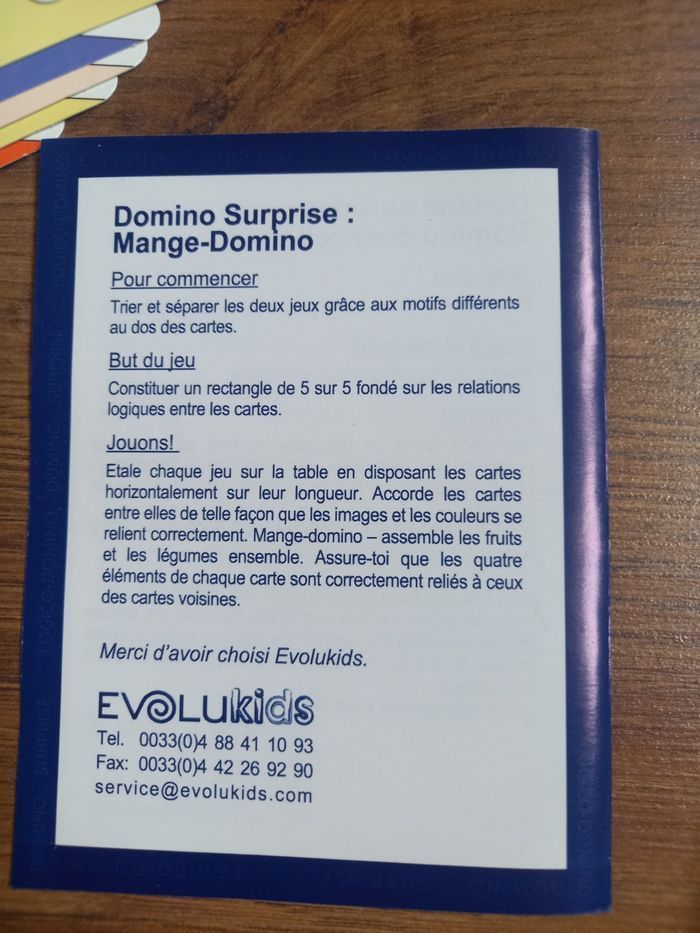 Domino Surprise :
Mange-Domino
Pour commencer
Trier et séparer les deux jeux grâce aux motifs différents
au dos des cartes.
But du jeu
Constituer un rectangle de 5 sur 5 fondé sur les relations
logiques entre les cartes.
Jouons!
Etale chaque jeu sur la table en disposant les cartes
horizontalement sur leur longueur. Accorde les cartes
entre elles de telle façon que les images et les couleurs se
relient correctement. Mange-domino – assemble les fruits
et les légumes ensemble. Assure-toi que les quatre
éléments de chaque carte sont correctement reliés à ceux
des cartes voisines.
Merci d'avoir choisi Evolukids.
EVOLUkids
Tel. 0033(0)4 88 41 10 93
Fax: 0033(0)4 42 26 92 90
service@evolukids.com